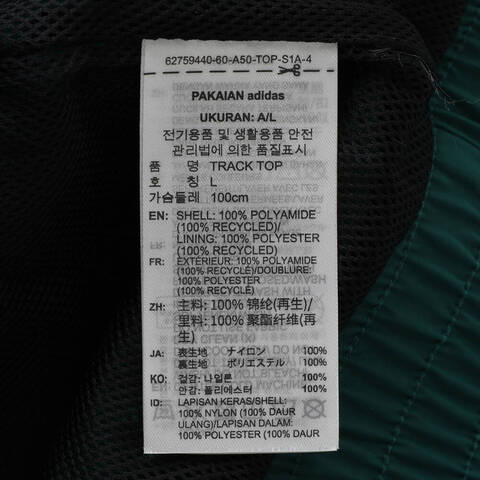 62759440-60-A50-TOP-S1A-4
PAKAIAN adidas
UKURAN: A/L
전기용품 및 생활용품 안전
관리법에 의한 품질표시
품 명 TRACK TOP
호 칭 L
가슴둘레 100cm
EN: SHELL: 100% POLYAMIDE
(100% RECYCLED)/
LINING: 100% POLYESTER
(100% RECYCLED)
FR: EXTÉRIEUR: 100% POLYAMIDE
(100% RECYCLÉ)/DOUBLURE:
100% POLYESTER
(100% RECYCLÉ)
ZH: 主料: 100% 锦纶(再生)/
里料: 100% 聚酯纤维(再
生)
JA: 表生地 ナイロン 100%
裏生地 ポリエステル 100%
KO: 겉감: 나일론 100%
안감: 폴리에스터 100%
ID: LAPISAN KERAS/SHELL:
100% NYLON (100% DAUR
ULANG)/LAPISAN DALAM:
100% POLYESTER (100% DAUR